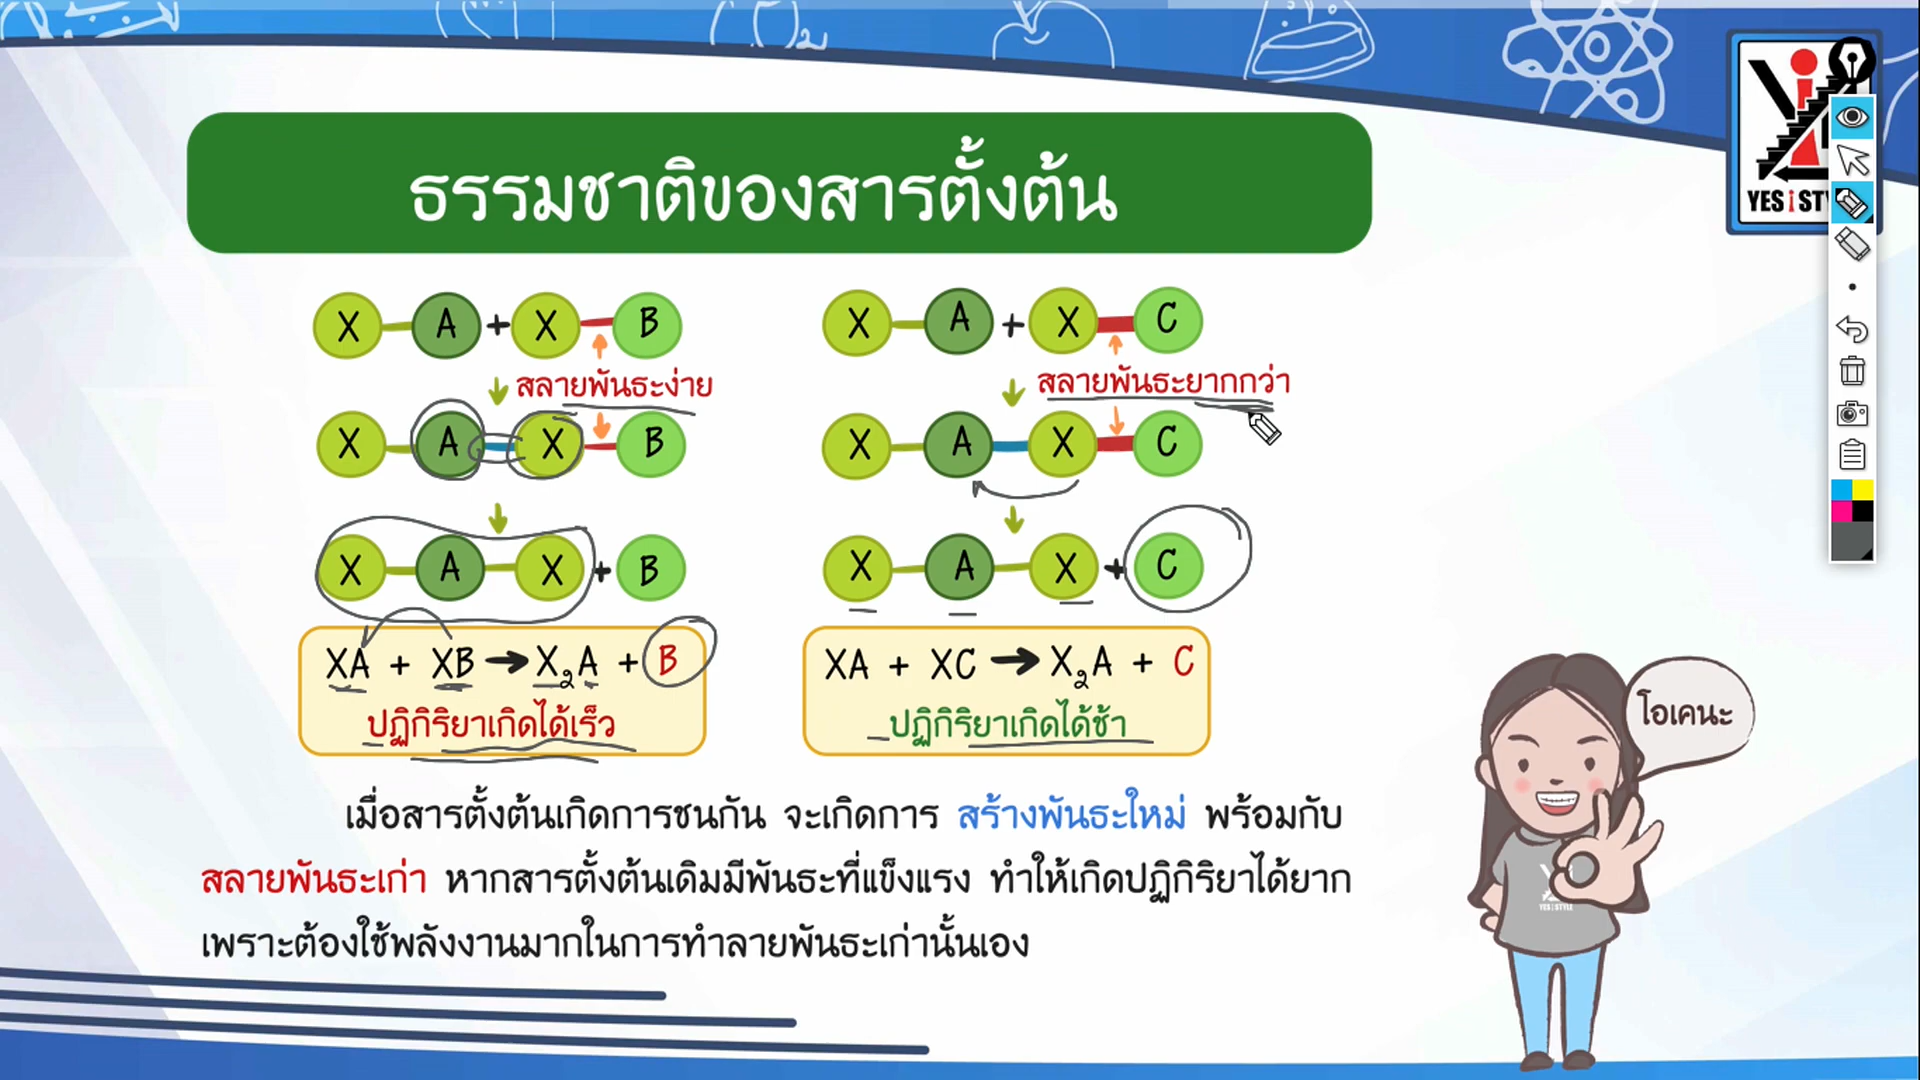 ธรรมชาติของสารตั้งต้น
X A + X B
X A + X C
สลายพันธะง่าย
สลายพันธะยากกว่า
X A X B
X A X C
X A X + B
X A X + C
XA + XB → X₂A + B
ปฏิกิริยาเกิดได้เร็ว
XA + XC → X₂A + C
ปฏิกิริยาเกิดได้ช้า
โอเคนะ
เมื่อสารตั้งต้นเกิดการชนกัน จะเกิดการ สร้างพันธะใหม่ พร้อมกับ
สลายพันธะเก่า หากสารตั้งต้นเดิมมีพันธะที่แข็งแรง ทำให้เกิดปฏิกิริยาได้ยาก
เพราะต้องใช้พลังงานมากในการทำลายพันธะเก่านั้นเอง
YES i STYLE